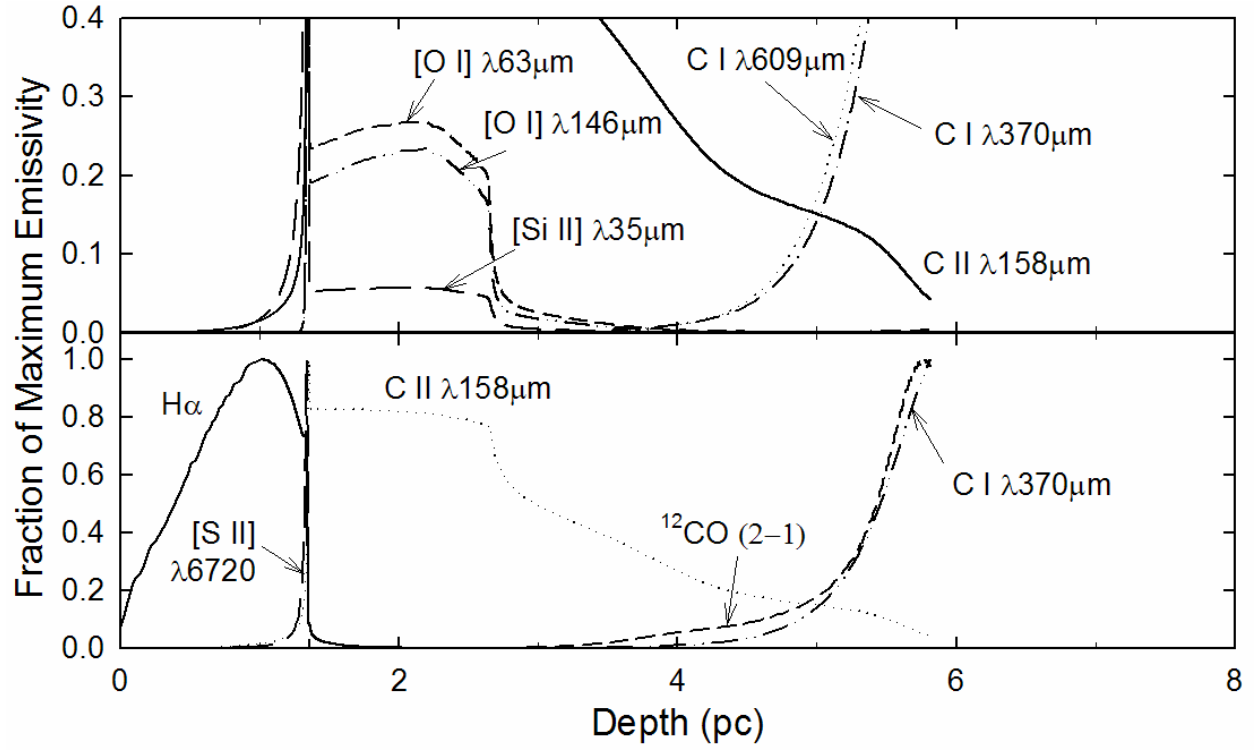 Fraction of Maximum Emissivity
0.4
0.3
0.2
0.1
0.0
[O I] λ63μm
[O I] λ146μm
[Si II] λ35μm
C I λ609μm
C I λ370μm
C II λ158μm
1.0
0.8
0.6
0.4
0.2
0.0
Hα
[S II]
λ6720
C II λ158μm
¹²CO (2−1)
C I λ370μm
0 2 4 6 8
Depth (pc)